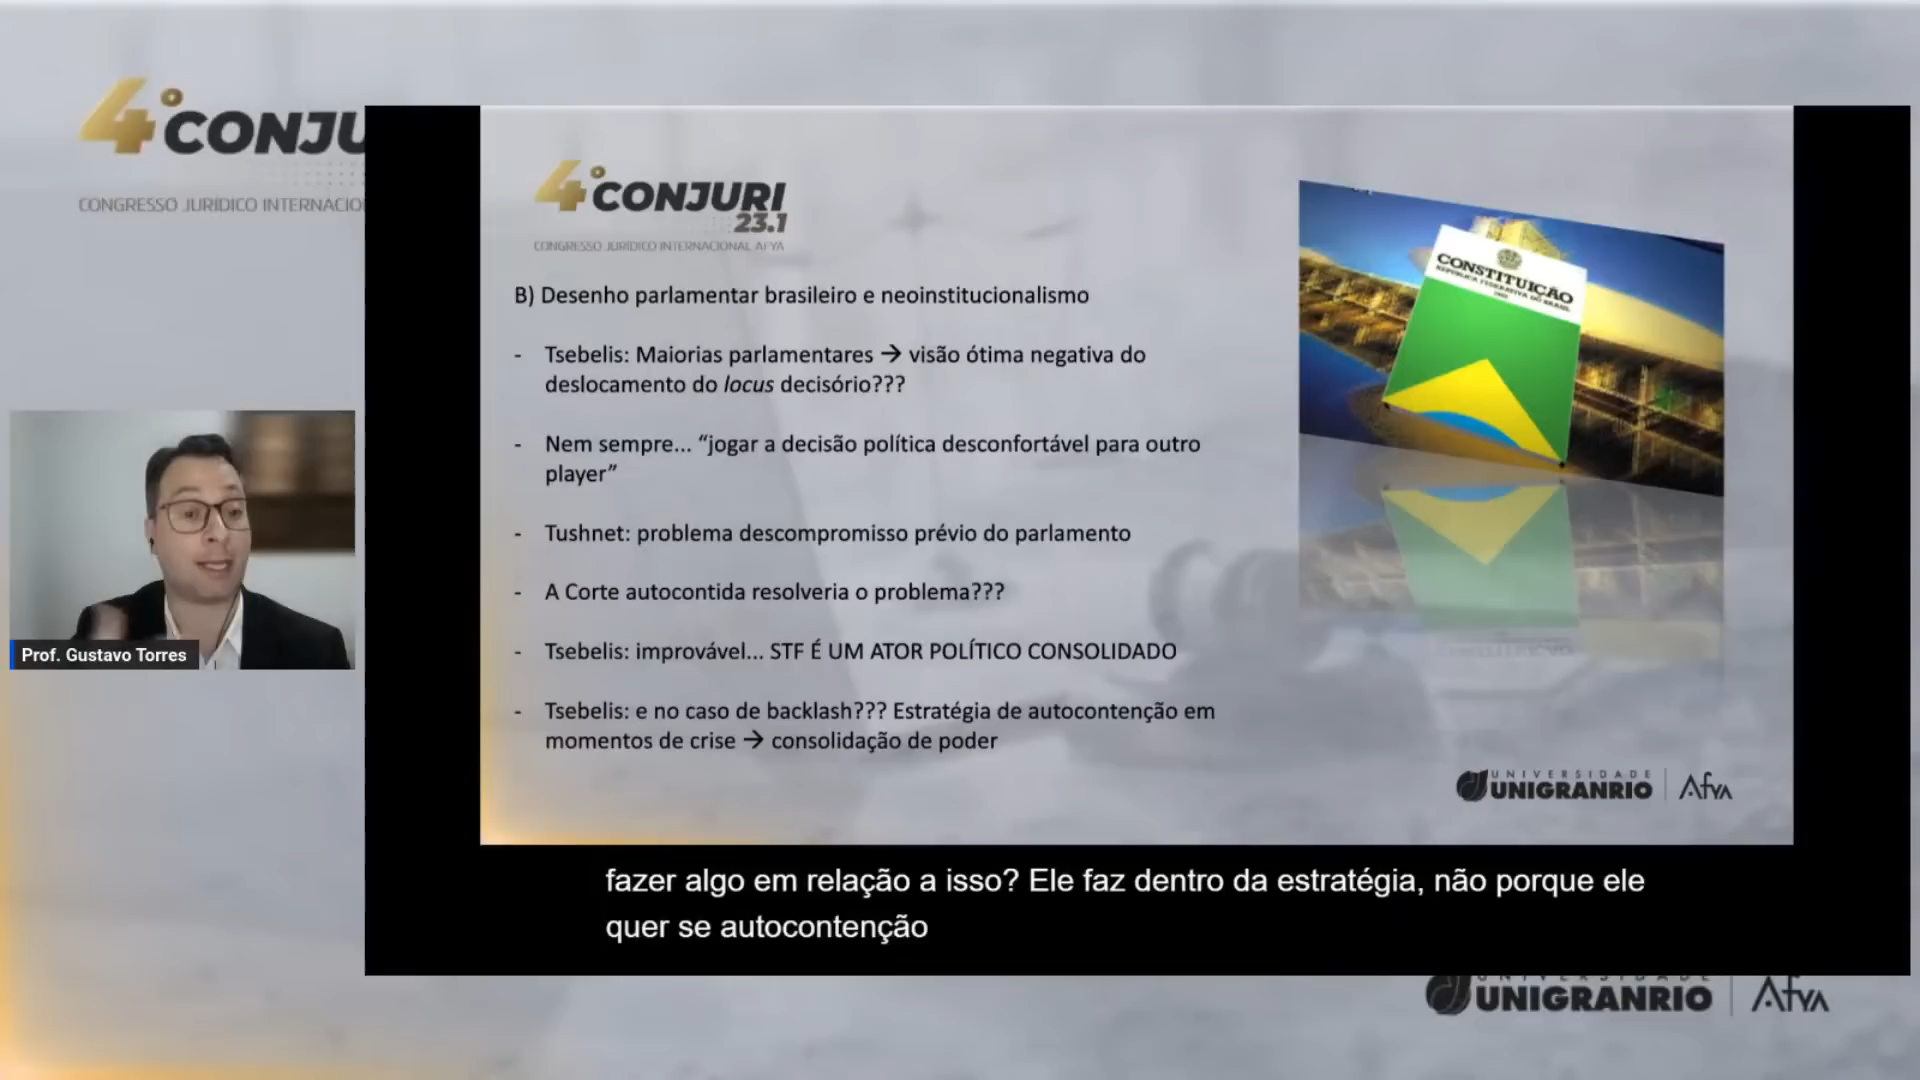 4º CONJU
CONGRESSO JURÍDICO INTERNACIO
4º CONJURI
23.1
CONGRESSO JURÍDICO INTERNACIONAL AFYA
B) Desenho parlamentar brasileiro e neoinstitucionalismo
- Tsebelis: Maiorias parlamentares → visão ótima negativa do
deslocamento do locus decisório???
- Nem sempre... “jogar a decisão política desconfortável para outro
player”
- Tushnet: problema descompromisso prévio do parlamento
- A Corte autocontida resolveria o problema???
- Tsebelis: improvável... STF É UM ATOR POLÍTICO CONSOLIDADO
- Tsebelis: e no caso de backlash??? Estratégia de autocontenção em
momentos de crise → consolidação de poder
CONSTITUIÇÃO
REPÚBLICA FEDERATIVA DO BRASIL
UNIVERSIDADE
UNIGRANRIO
Afya
Prof. Gustavo Torres
fazer algo em relação a isso? Ele faz dentro da estratégia, não porque ele
quer se autocontenção
UNIVERSIDADE
UNIGRANRIO
Afya